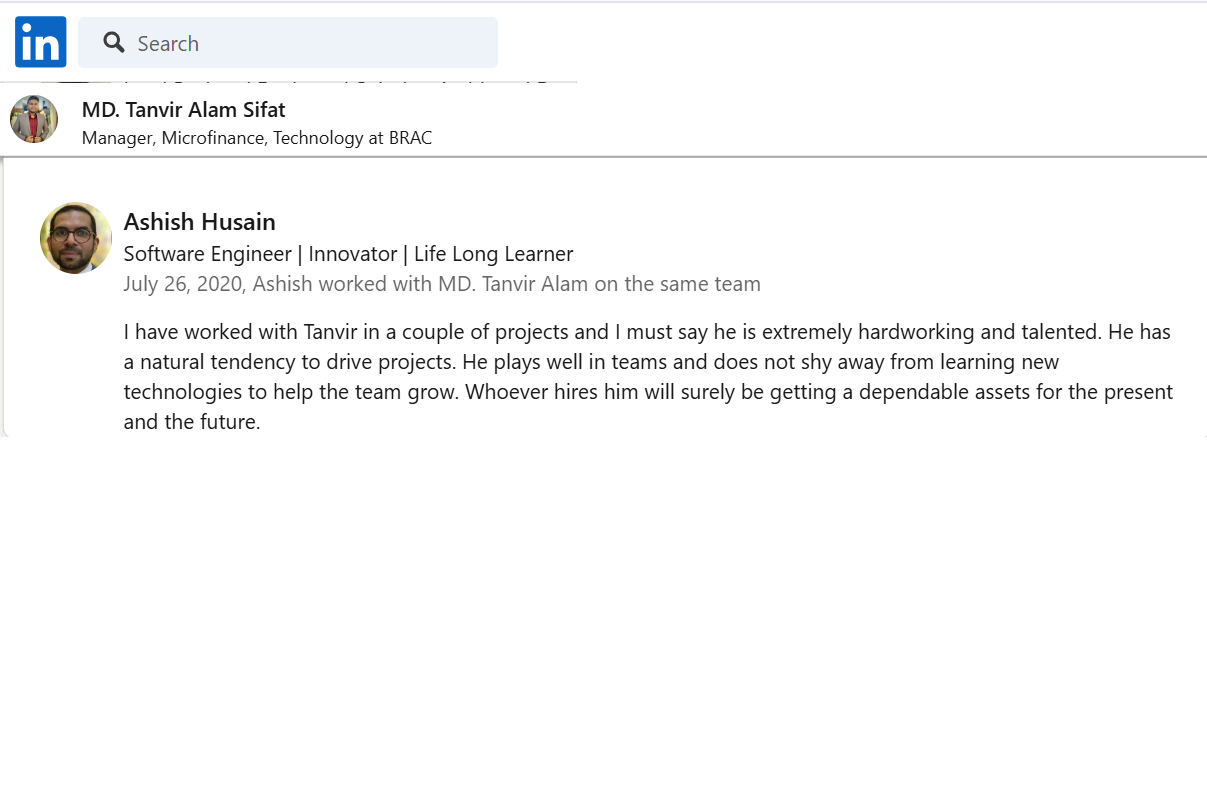 in
Search
MD. Tanvir Alam Sifat
Manager, Microfinance, Technology at BRAC
Ashish Husain
Software Engineer | Innovator | Life Long Learner
July 26, 2020, Ashish worked with MD. Tanvir Alam on the same team
I have worked with Tanvir in a couple of projects and I must say he is extremely hardworking and talented. He has
a natural tendency to drive projects. He plays well in teams and does not shy away from learning new
technologies to help the team grow. Whoever hires him will surely be getting a dependable assets for the present
and the future.